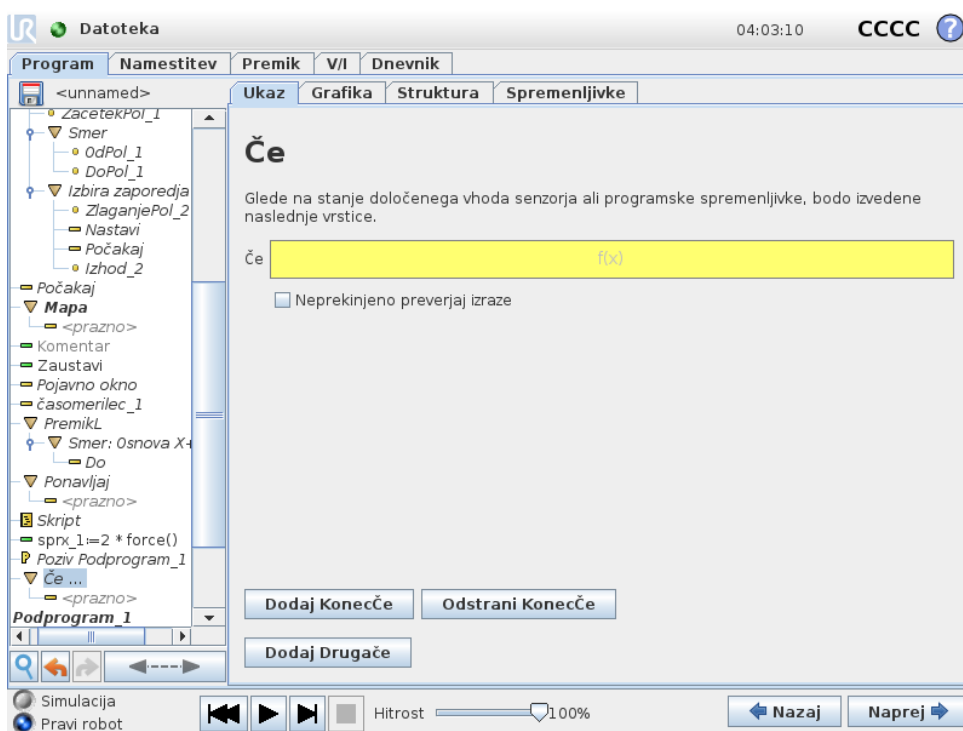 UR Datoteka 04:03:10 CCCC ?
Program Namestitev Premik V/I Dnevnik
<unnamed>
Ukaz Grafika Struktura Spremenljivke
ZacetekPol_1
Smer
OdPol_1
DoPol_1
Izbira zaporedja
ZlaganjePol_2
Nastavi
Počakaj
Izhod_2
Počakaj
Mapa
<prazno>
Komentar
Zaustavi
Pojavno okno
časomerilec_1
PremikL
Smer: Osnova X+
Do
Ponavljaj
<prazno>
Skript
sprx_1:=2 * force()
Poziv Podprogram_1
Če ...
<prazno>
Podprogram_1
Če
Glede na stanje določenega vhoda senzorja ali programske spremenljivke, bodo izvedene
naslednje vrstice.
Če f(x)
Neprekinjeno preverjaj izraze
Dodaj KonecČe Odstrani KonecČe
Dodaj Drugače
Simulacija
Pravi robot
Hitrost 100%
Nazaj Naprej